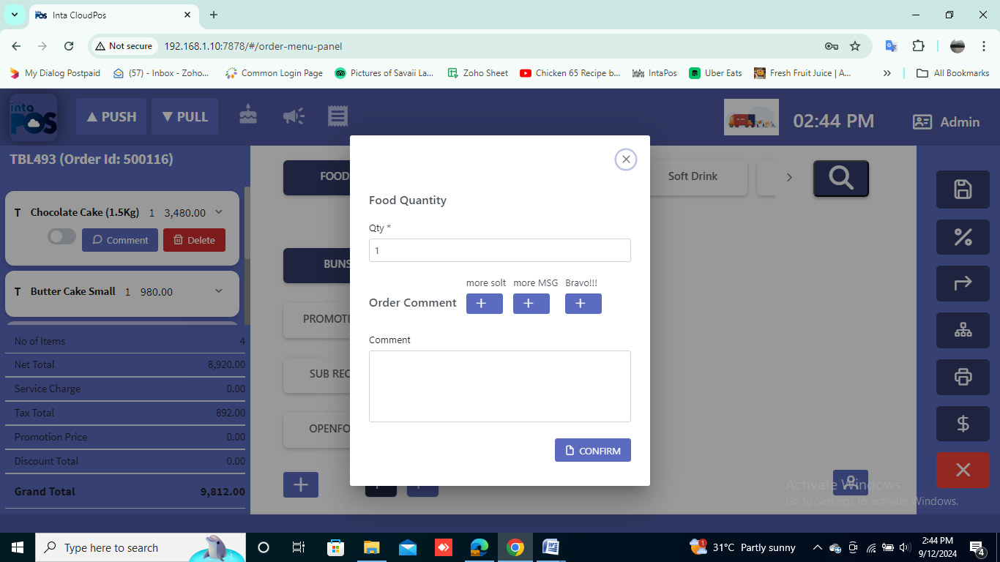 Inta CloudPos
Not secure 192.168.1.10:7878/#/order-menu-panel
My Dialog Postpaid (57) - Inbox - Zoho... Common Login Page Pictures of Savaii La... Zoho Sheet Chicken 65 Recipe b... IntaPos Uber Eats Fresh Fruit Juice | A... » All Bookmarks
inta POS
PUSH PULL 02:44 PM Admin
TBL493 (Order Id: 500116)
T Chocolate Cake (1.5Kg) 1 3,480.00
Comment Delete
T Butter Cake Small 1 980.00
No of Items 4
Net Total 8,920.00
Service Charge 0.00
Tax Total 892.00
Promotion Price 0.00
Discount Total 0.00
Grand Total 9,812.00
FOOD Soft Drink
BUNS
PROMOTI
SUB REC
OPENFO
Food Quantity
Qty *
1
more solt more MSG Bravo!!!
Order Comment
Comment
CONFIRM
Activate Windows
Go to Settings to activate Windows.
Type here to search
31°C Partly sunny
2:44 PM
9/12/2024
4